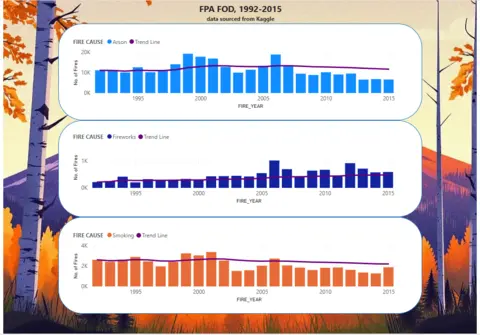 FPA FOD, 1992-2015
data sourced from Kaggle
FIRE CAUSE Arson Trend Line
20K
10K
0K
No. of Fires
1995 2000 2005 2010 2015
FIRE_YEAR
FIRE CAUSE Fireworks Trend Line
1K
0K
No. of Fires
1995 2000 2005 2010 2015
FIRE_YEAR
FIRE CAUSE Smoking Trend Line
4K
2K
0K
No. of Fires
1995 2000 2005 2010 2015
FIRE_YEAR